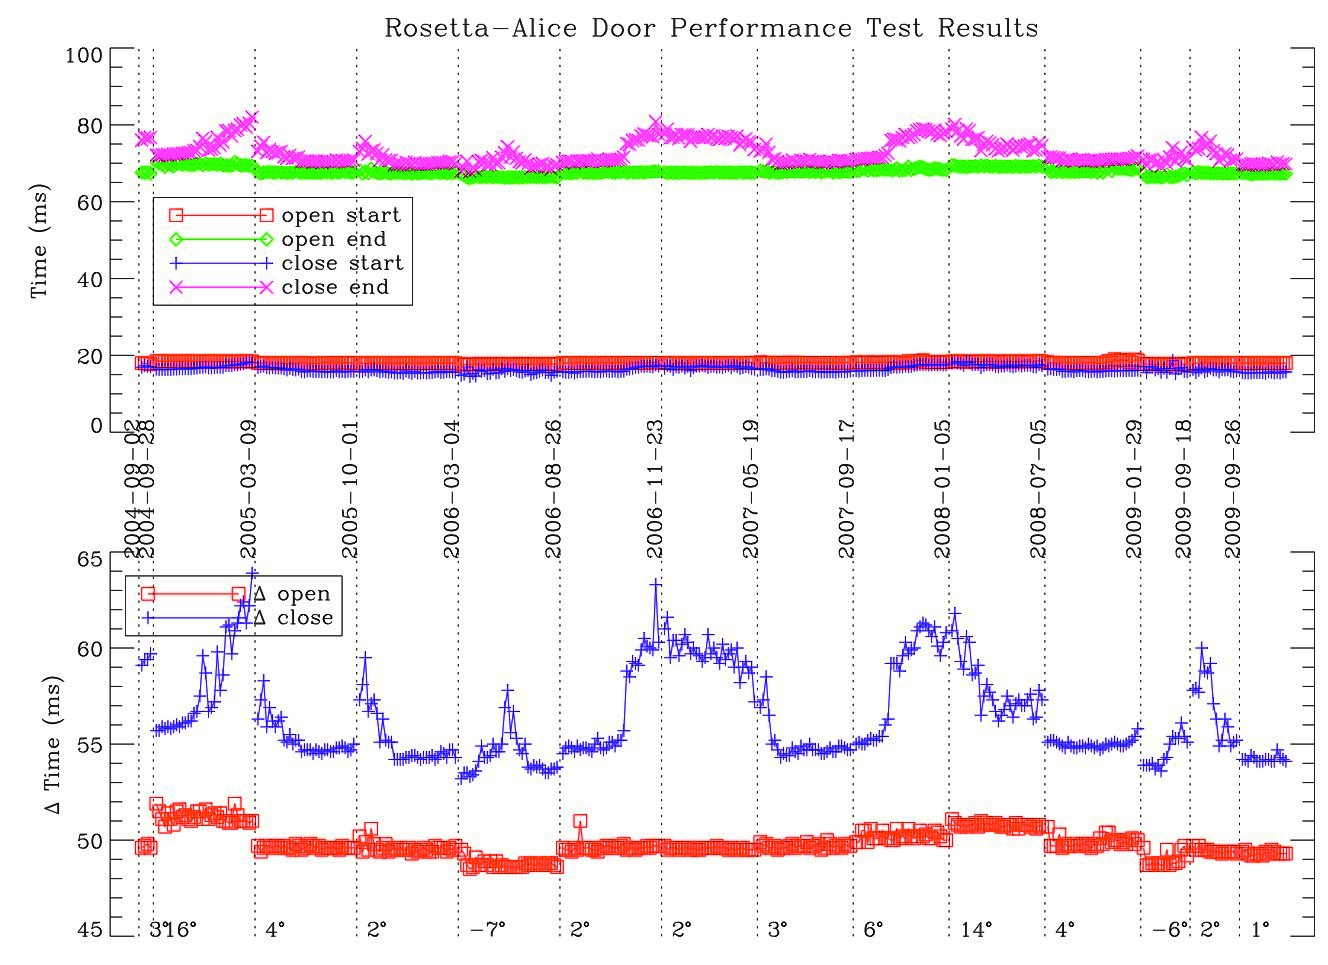 Rosetta-Alice Door Performance Test Results
100
80
60
40
20
0
Time (ms)
open start
open end
close start
close end
2004-09-02
2004-09-28
2005-03-09
2005-10-01
2006-03-04
2006-08-26
2006-11-23
2007-05-19
2007-09-17
2008-01-05
2008-07-05
2009-01-29
2009-09-18
2009-09-26
65
60
55
50
45
Δ Time (ms)
Δ open
Δ close
3° 16° 4° 2° -7° 2° 2° 3° 6° 14° 4° -6° 2° 1°